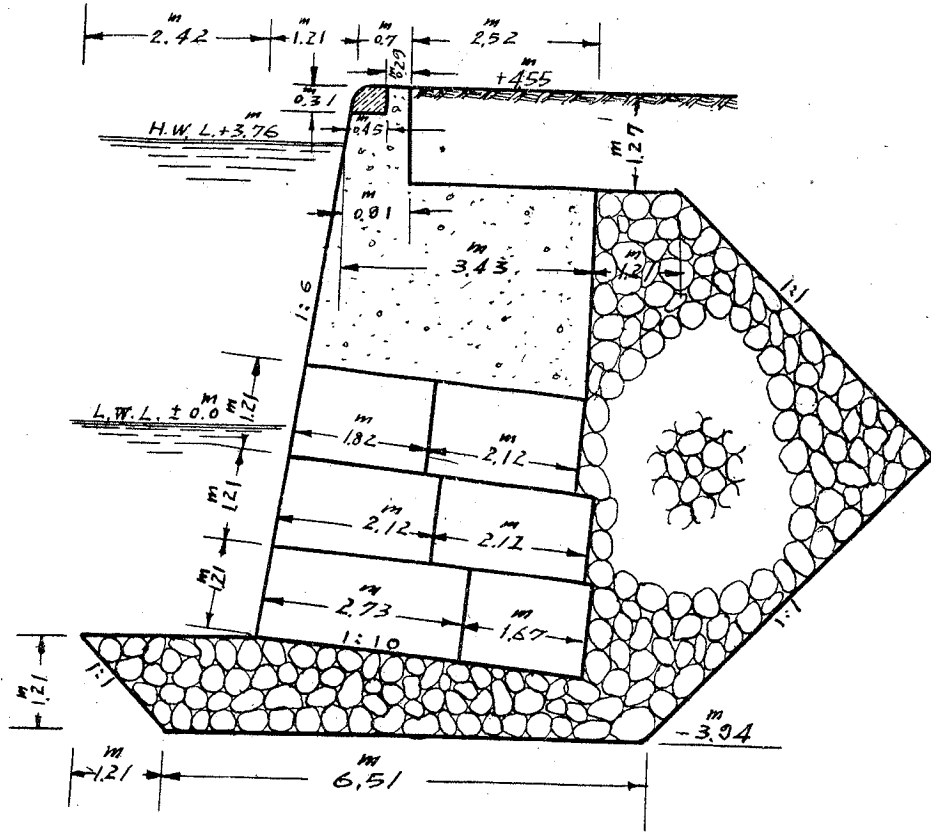 m 2.42
m 1.21
m 0.7
m 2.52
m 0.29
+4.55 m
m 0.31
H.W.L. +3.76 m
m 0.45
m 1.27
m 0.91
m 3.43
m 1.21
1:6
1:1
L.W.L. ± 0.0 m
m 1.21
m 1.82
m 2.12
m 1.21
m 2.12
m 2.12
m 1.21
m 2.73
m 1.67
1:10
1:1
1:1
m 1.21
m -3.94
m 1.21
m 6.51